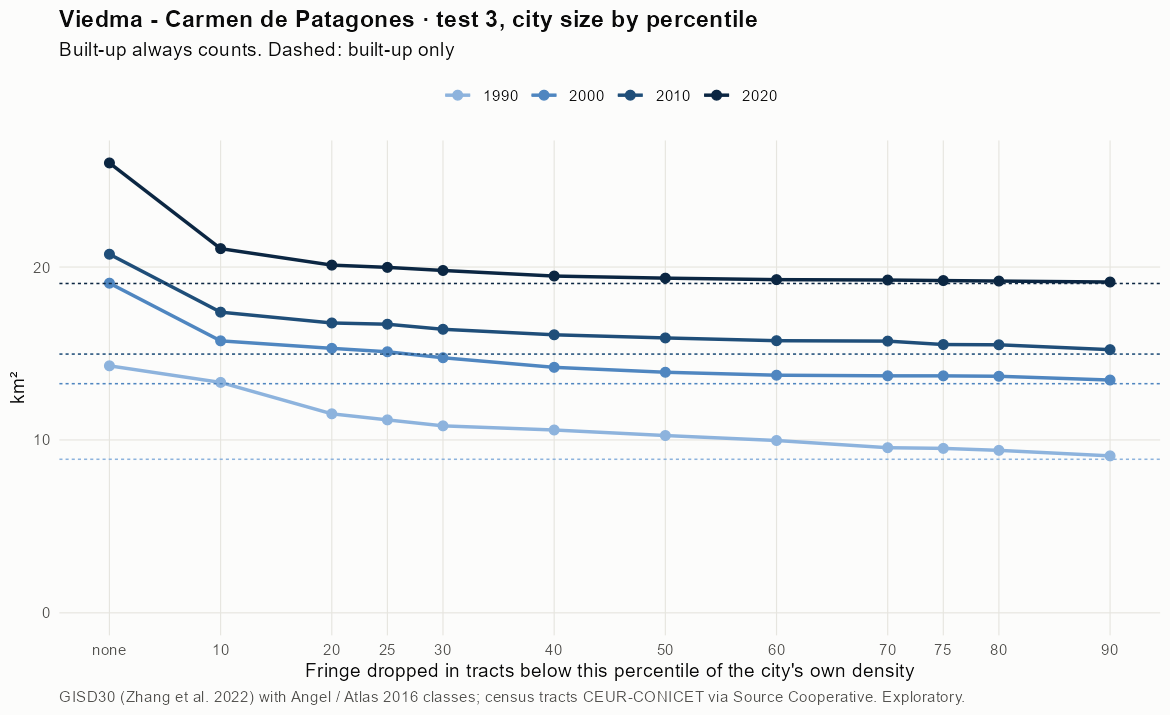 Viedma - Carmen de Patagones · test 3, city size by percentile
Built-up always counts. Dashed: built-up only
1990 2000 2010 2020
km²
20
10
0
none 10 20 25 30 40 50 60 70 75 80 90
Fringe dropped in tracts below this percentile of the city's own density
GISD30 (Zhang et al. 2022) with Angel / Atlas 2016 classes; census tracts CEUR-CONICET via Source Cooperative. Exploratory.